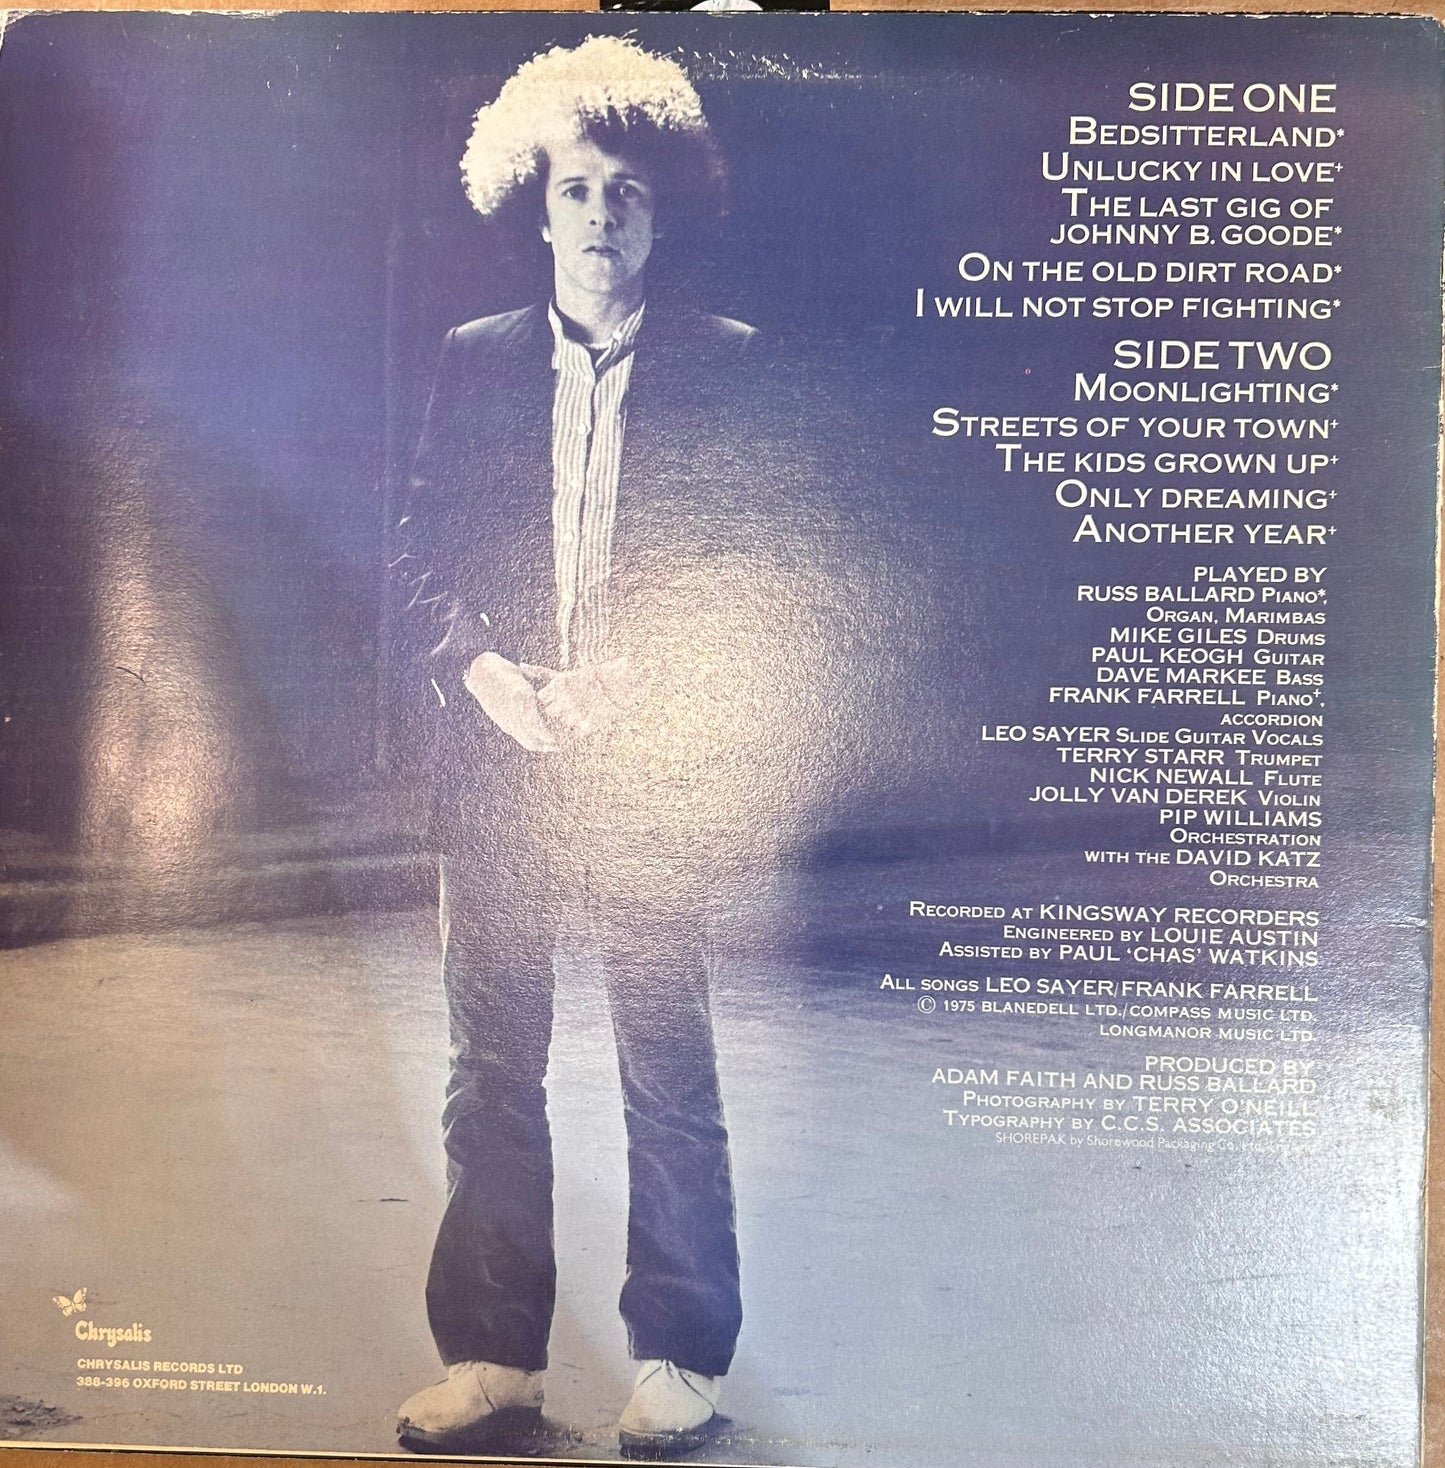 SIDE ONE
BEDSITTERLAND*
UNLUCKY IN LOVE+
THE LAST GIG OF
JOHNNY B. GOODE*
ON THE OLD DIRT ROAD*
I WILL NOT STOP FIGHTING*
SIDE TWO
MOONLIGHTING*
STREETS OF YOUR TOWN+
THE KIDS GROWN UP+
ONLY DREAMING+
ANOTHER YEAR+
PLAYED BY
RUSS BALLARD PIANO*,
ORGAN, MARIMBAS
MIKE GILES DRUMS
PAUL KEOGH GUITAR
DAVE MARKEE BASS
FRANK FARRELL PIANO+,
ACCORDION
LEO SAYER SLIDE GUITAR VOCALS
TERRY STARR TRUMPET
NICK NEWALL FLUTE
JOLLY VAN DEREK VIOLIN
PIP WILLIAMS
ORCHESTRATION
WITH THE DAVID KATZ
ORCHESTRA
RECORDED AT KINGSWAY RECORDERS
ENGINEERED BY LOUIE AUSTIN
ASSISTED BY PAUL ‘CHAS’ WATKINS
ALL SONGS LEO SAYER/FRANK FARRELL
© 1975 BLANEDELL LTD./COMPASS MUSIC LTD.
LONGMANOR MUSIC LTD.
PRODUCED BY
ADAM FAITH AND RUSS BALLARD
PHOTOGRAPHY BY TERRY O'NEILL
TYPOGRAPHY BY C.C.S. ASSOCIATES
SHOREPAK by Shorewood Packaging Co.
Chrysalis
CHRYSALIS RECORDS LTD
388-396 OXFORD STREET LONDON W.1.